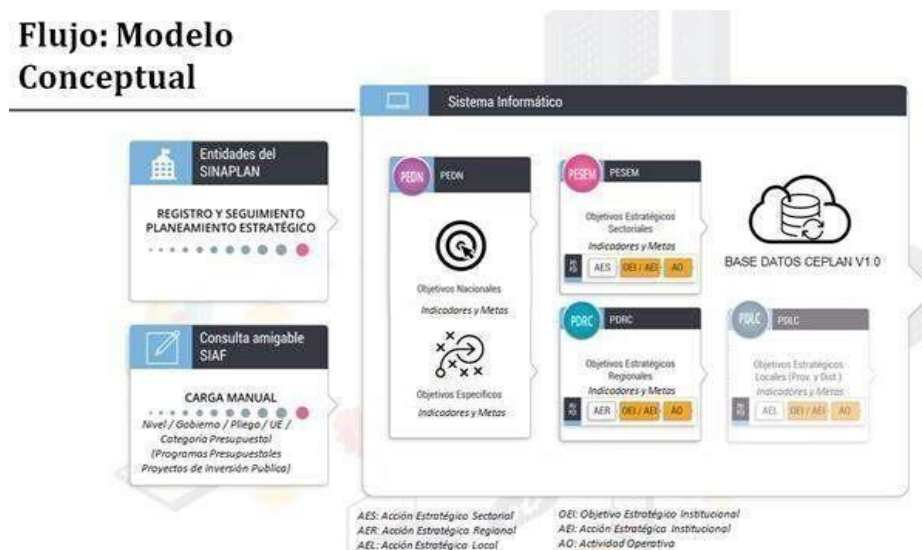 Flujo: Modelo
Conceptual
Sistema Informático
Entidades del
SINAPLAN
REGISTRO Y SEGUIMIENTO
PLANEAMIENTO ESTRATÉGICO
Consulta amigable
SIAF
CARGA MANUAL
Nivel / Gobierno / Pliego / UE /
Categoría Presupuestal
(Programas Presupuestales
Proyectos de Inversión Publica)
PEDN PEDN
Objetivos Nacionales
Indicadores y Metas
Objetivos Específicos
Indicadores y Metas
PESEM PESEM
Objetivos Estratégicos
Sectoriales
Indicadores y Metas
AES OEI / AEI AO
BASE DATOS CEPLAN V1.0
PDRC PDRC
Objetivos Estratégicos
Regionales
Indicadores y Metas
AER OEI / AEI AO
PDLC PDLC
Objetivos Estratégicos
Locales (Prov. y Dist.)
Indicadores y Metas
AEL OEI / AEI AO
AES: Acción Estratégica Sectorial
AER: Acción Estratégica Regional
AEL: Acción Estratégica Local
OEI: Objetivo Estratégico Institucional
AEI: Acción Estratégica Institucional
AO: Actividad Operativa